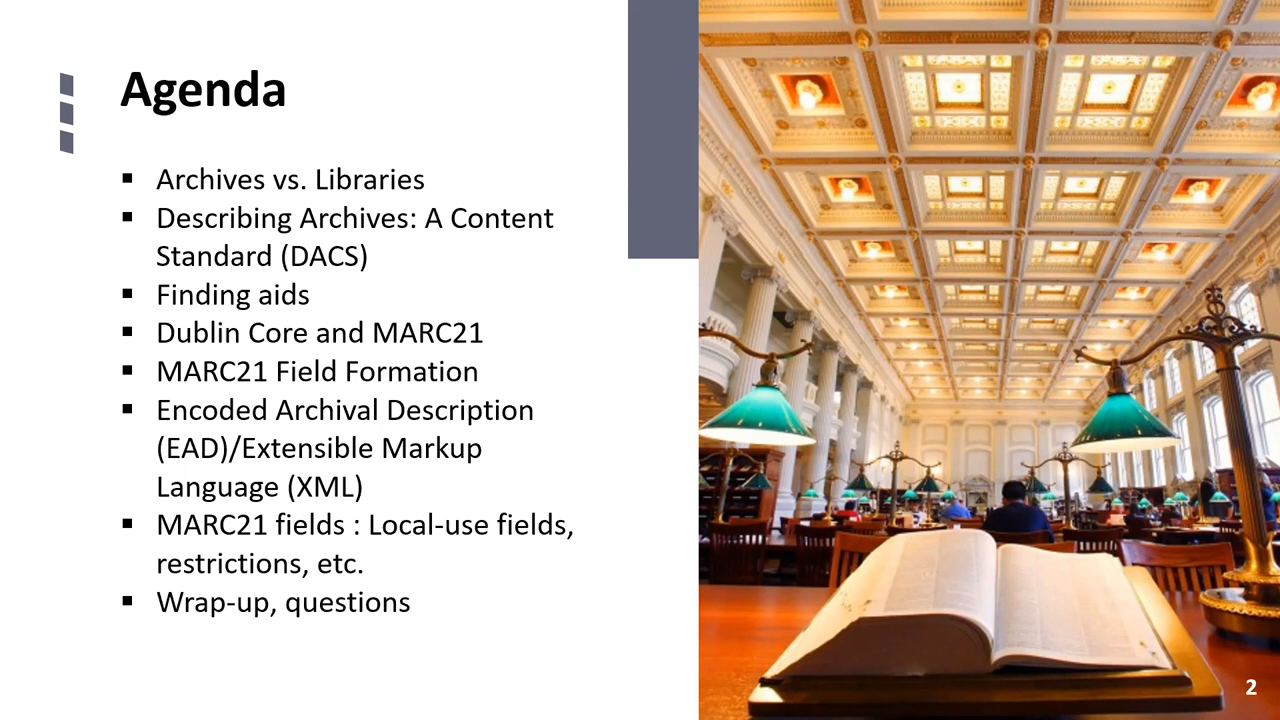 Agenda
▪ Archives vs. Libraries
▪ Describing Archives: A Content
Standard (DACS)
▪ Finding aids
▪ Dublin Core and MARC21
▪ MARC21 Field Formation
▪ Encoded Archival Description
(EAD)/Extensible Markup
Language (XML)
▪ MARC21 fields : Local-use fields,
restrictions, etc.
▪ Wrap-up, questions
2